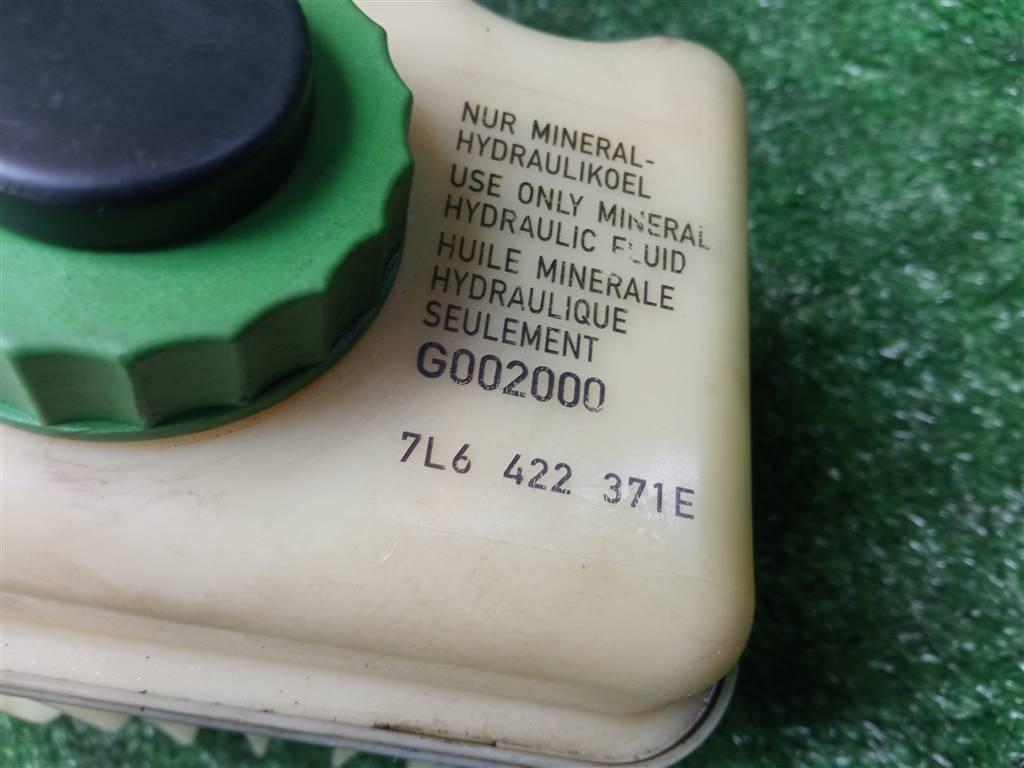 NUR MINERAL-
HYDRAULIKOEL
USE ONLY MINERAL
HYDRAULIC FLUID
HUILE MINERALE
HYDRAULIQUE
SEULEMENT
G002000
7L6 422 371E